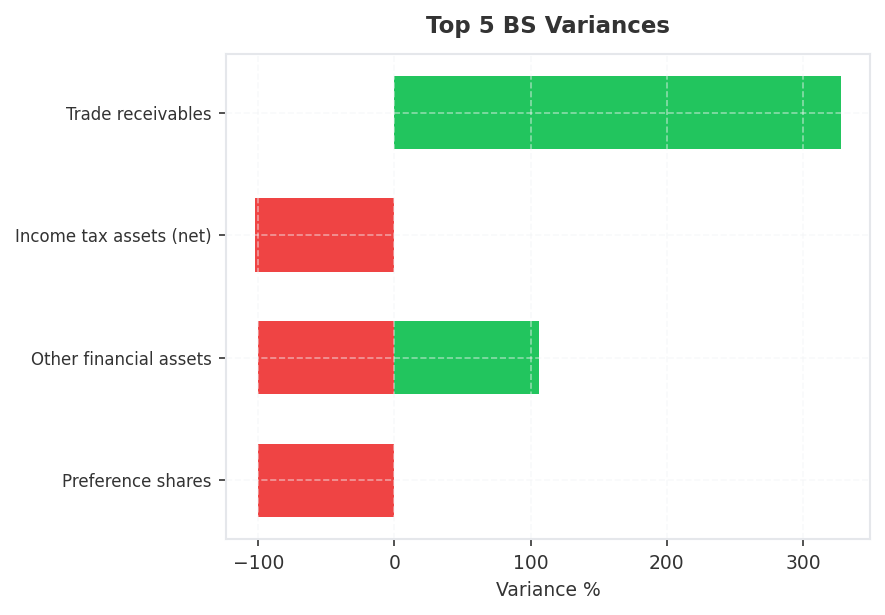 Top 5 BS Variances
Trade receivables
Income tax assets (net)
Other financial assets
Preference shares
−100 0 100 200 300
Variance %